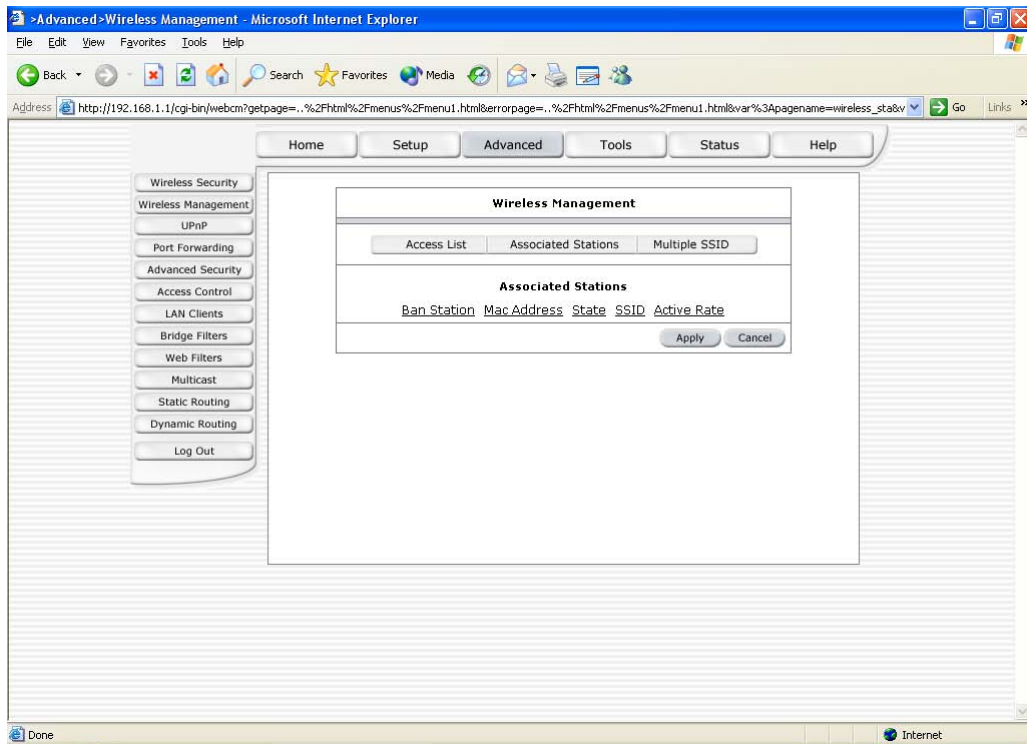 >Advanced>Wireless Management - Microsoft Internet Explorer
File Edit View Favorites Tools Help
Back Search Favorites Media
Address http://192.168.1.1/cgi-bin/webcm?getpage=..%2Fhtml%2Fmenus%2Fmenu1.html&errorpage=..%2Fhtml%2Fmenus%2Fmenu1.html&var%3Apagename=wireless_sta&v Go Links »
Home Setup Advanced Tools Status Help
Wireless Security
Wireless Management
UPnP
Port Forwarding
Advanced Security
Access Control
LAN Clients
Bridge Filters
Web Filters
Multicast
Static Routing
Dynamic Routing
Log Out
Wireless Management
Access List Associated Stations Multiple SSID
Associated Stations
Ban Station Mac Address State SSID Active Rate
Apply Cancel
Done Internet